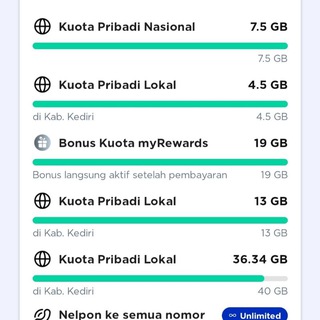 Kuota Pribadi Nasional 7.5 GB
7.5 GB
Kuota Pribadi Lokal 4.5 GB
di Kab. Kediri 4.5 GB
Bonus Kuota myRewards 19 GB
Bonus langsung aktif setelah pembayaran 19 GB
Kuota Pribadi Lokal 13 GB
di Kab. Kediri 13 GB
Kuota Pribadi Lokal 36.34 GB
di Kab. Kediri 40 GB
Nelpon ke semua nomor ∞ Unlimited